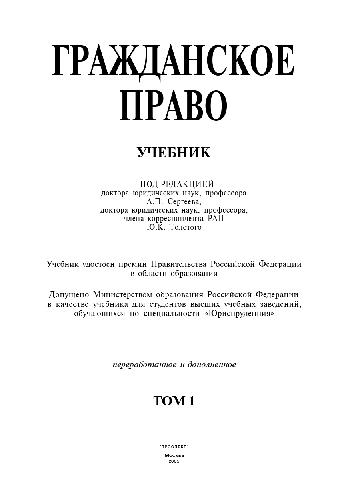 ГРАЖДАНСКОЕ
ПРАВО
УЧЕБНИК
ПОД РЕДАКЦИЕЙ
доктора юридических наук, профессора
А.П. Сергеева,
доктора юридических наук, профессора,
члена-корреспондента РАН
Ю.К. Толстого
Учебник удостоен премии Правительства Российской Федерации
в области образования
Допущено Министерством образования Российской Федерации
в качестве учебника для студентов высших учебных заведений,
обучающихся по специальности «Юриспруденция»
переработанное и дополненное
ТОМ 1
Москва